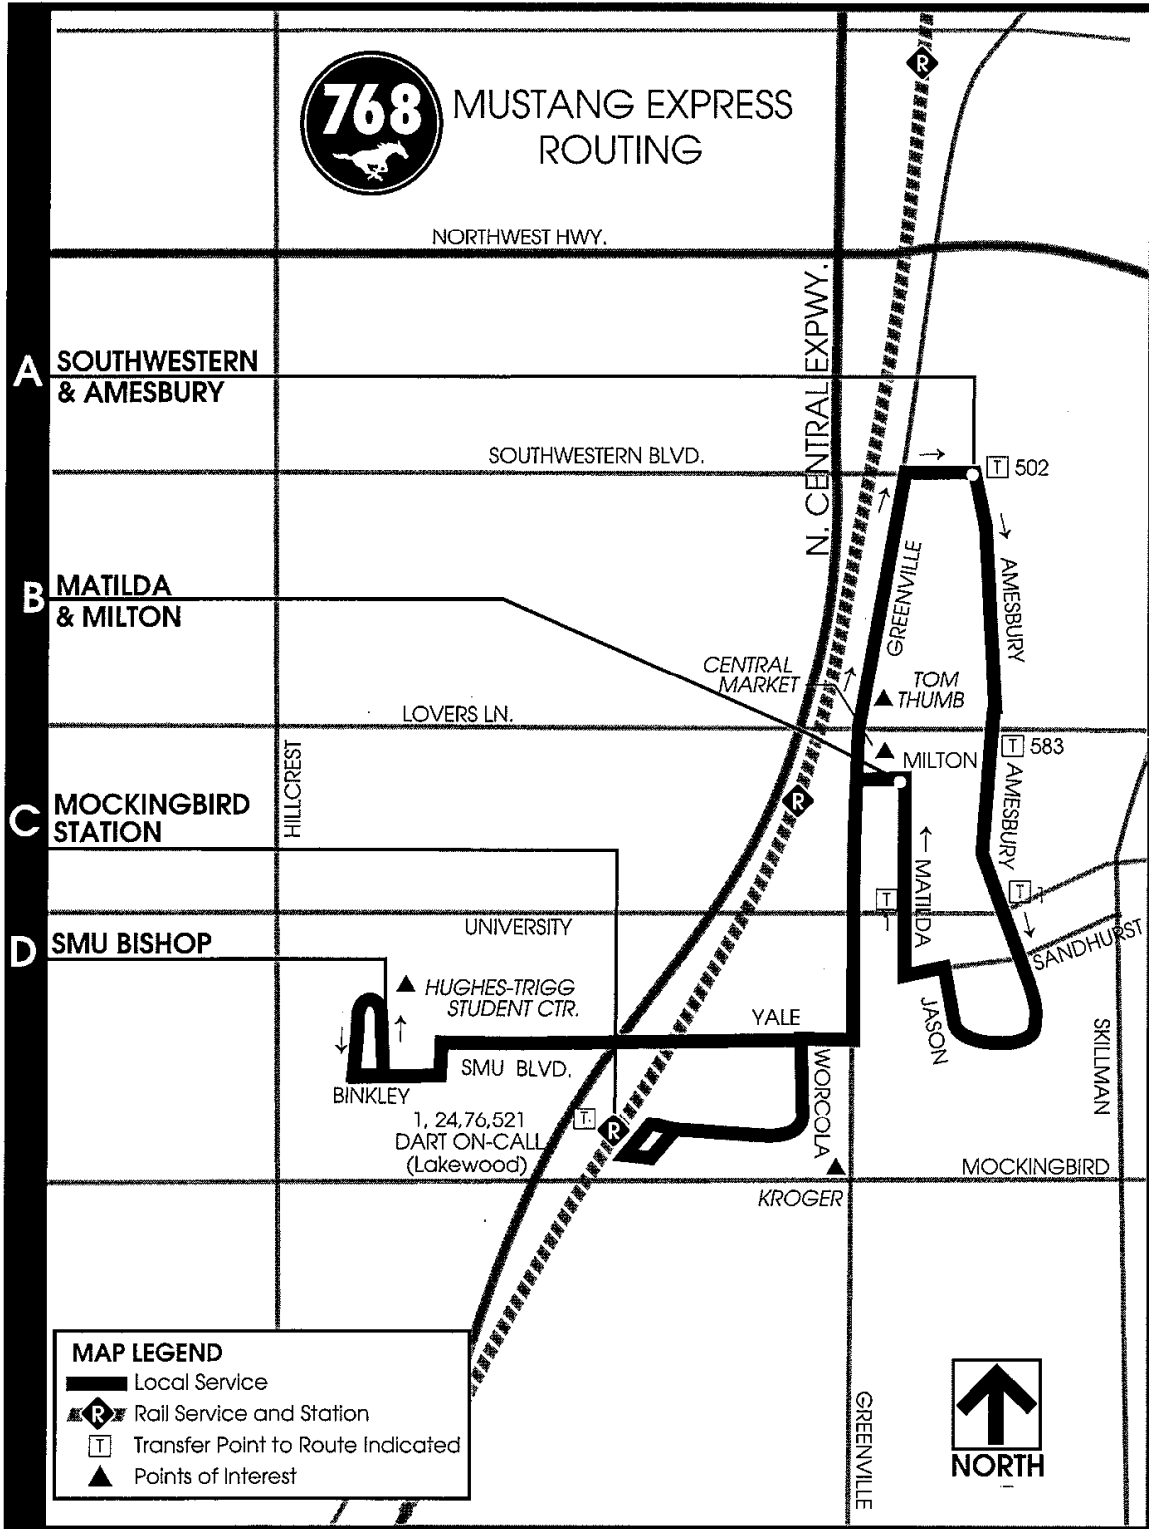 768
MUSTANG EXPRESS
ROUTING
R
NORTHWEST HWY.
N. CENTRAL EXPWY.
A
SOUTHWESTERN
& AMESBURY
SOUTHWESTERN BLVD.
T 502
GREENVILLE
AMESBURY
B
MATILDA
& MILTON
CENTRAL
MARKET
TOM
THUMB
LOVERS LN.
HILLCREST
T 583
MILTON
AMESBURY
R
C
MOCKINGBIRD
STATION
T
MATILDA
T
UNIVERSITY
SANDHURST
D
SMU BISHOP
HUGHES-TRIGG
STUDENT CTR.
YALE
JASON
SKILLMAN
SMU BLVD.
BINKLEY
WORCOLA
1, 24,76,521
DART ON-CALL
(Lakewood)
T
R
MOCKINGBIRD
KROGER
GREENVILLE
MAP LEGEND
Local Service
R Rail Service and Station
T Transfer Point to Route Indicated
Points of Interest
NORTH